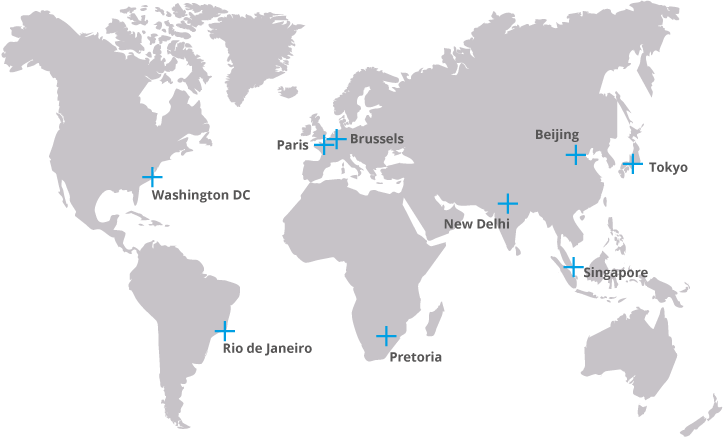 Beijing
Brussels
Paris
Tokyo
Washington DC
New Delhi
Singapore
Rio de Janeiro
Pretoria